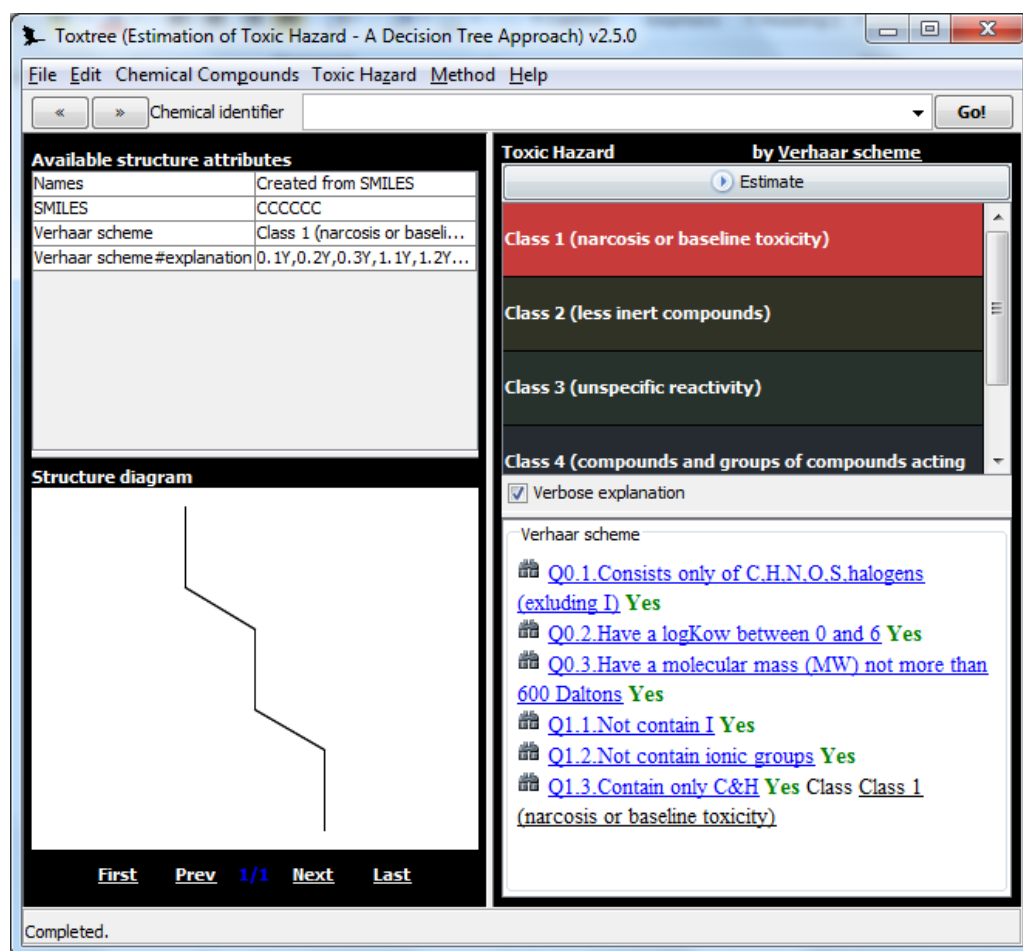 Toxtree (Estimation of Toxic Hazard - A Decision Tree Approach) v2.5.0
File Edit Chemical Compounds Toxic Hazard Method Help
« » Chemical identifier Go!
Available structure attributes
Names Created from SMILES
SMILES CCCCCC
Verhaar scheme Class 1 (narcosis or baseli...
Verhaar scheme#explanation 0.1Y,0.2Y,0.3Y,1.1Y,1.2Y...
Structure diagram
First Prev 1/1 Next Last
Toxic Hazard by Verhaar scheme
Estimate
Class 1 (narcosis or baseline toxicity)
Class 2 (less inert compounds)
Class 3 (unspecific reactivity)
Class 4 (compounds and groups of compounds acting
Verbose explanation
Verhaar scheme
Q0.1.Consists only of C,H,N,O,S,halogens
(exluding I) Yes
Q0.2.Have a logKow between 0 and 6 Yes
Q0.3.Have a molecular mass (MW) not more than
600 Daltons Yes
Q1.1.Not contain I Yes
Q1.2.Not contain ionic groups Yes
Q1.3.Contain only C&H Yes Class Class 1
(narcosis or baseline toxicity)
Completed.